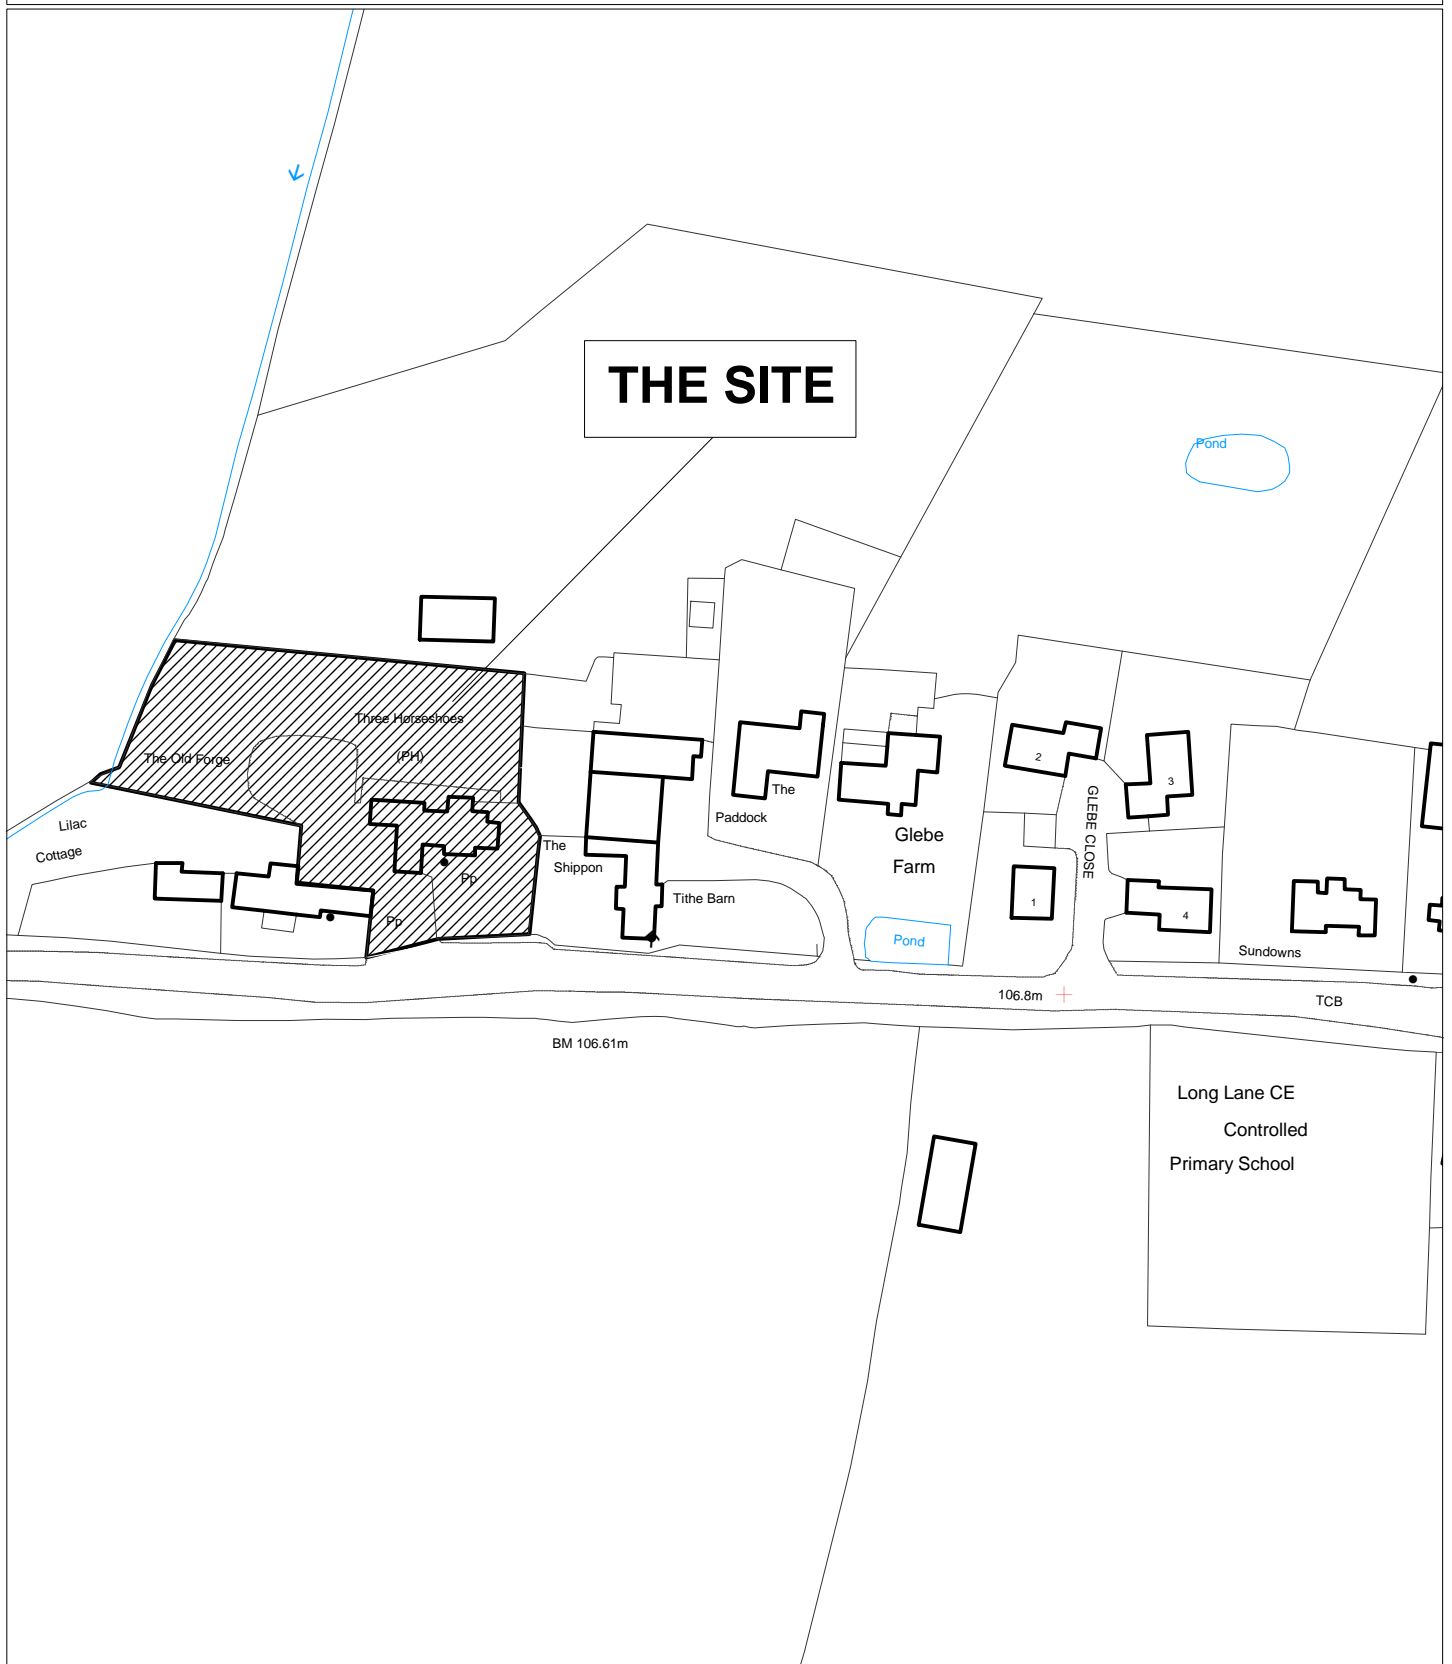 THE SITE
Pond
Three Horseshoes
(PH)
The Old Forge
Lilac
Cottage
Pp
Pp
The
Shippon
Tithe Barn
The
Paddock
Glebe
Farm
Pond
2
3
GLEBE CLOSE
1
4
Sundowns
106.8m
TCB
BM 106.61m
Long Lane CE
Controlled
Primary School